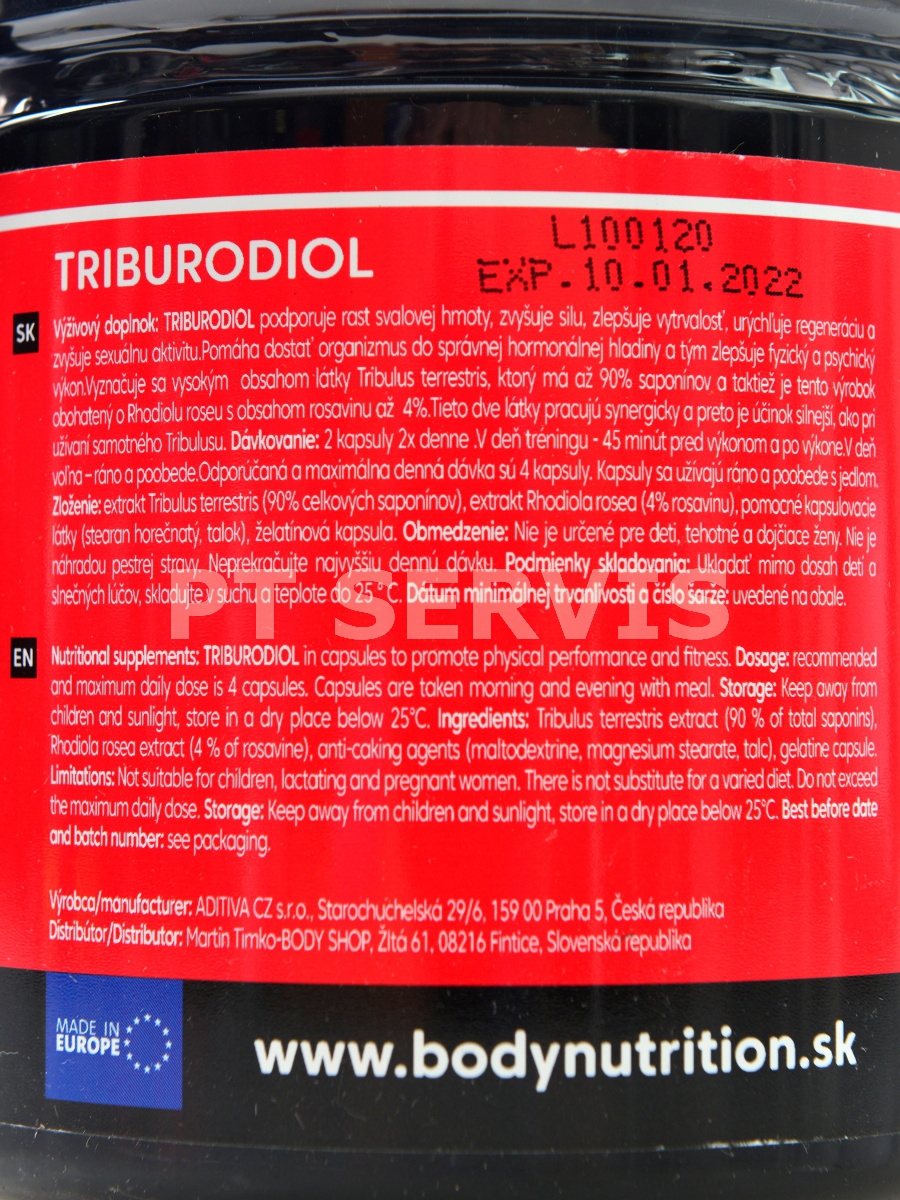 TRIBURODIOL
L100120
EXP.10.01.2022
SK
Výživový doplnok: TRIBURODIOL podporuje rast svalovej hmoty, zvyšuje silu, zlepšuje vytrvalosť, urýchľuje regeneráciu a
zvyšuje sexuálnu aktivitu.Pomáha dostať organizmus do správnej hormonálnej hladiny a tým zlepšuje fyzický a psychický
výkon.Vyznačuje sa vysokým obsahom látky Tribulus terrestris, ktorý má až 90% saponínov a taktiež je tento výrobok
obohatený o Rhodiolu roseu s obsahom rosavinu až 4%.Tieto dve látky pracujú synergicky a preto je účinok silnejší, ako pri
užívaní samotného Tribulusu. Dávkovanie: 2 kapsuly 2x denne .V deň tréningu - 45 minút pred výkonom a po výkone.V deň
voľna – ráno a poobede.Odporúčaná a maximálna denná dávka sú 4 kapsuly. Kapsuly sa užívajú ráno a poobede s jedlom.
Zloženie: extrakt Tribulus terrestris (90% celkových saponínov), extrakt Rhodiola rosea (4% rosavinu), pomocné kapsulovacie
látky (stearan horečnatý, talok), želatínová kapsula. Obmedzenie: Nie je určené pre deti, tehotné a dojčiace ženy. Nie je
náhradou pestrej stravy. Neprekračujte najvyššiu dennú dávku. Podmienky skladovania: Ukladať mimo dosah detí a
slnečných lúčov, skladujte v suchu a teplote do 25°C. Dátum minimálnej trvanlivosti a číslo šarže: uvedené na obale.
PT SERVIS
EN
Nutritional supplements: TRIBURODIOL in capsules to promote physical performance and fitness. Dosage: recommended
and maximum daily dose is 4 capsules. Capsules are taken morning and evening with meal. Storage: Keep away from
children and sunlight, store in a dry place below 25°C. Ingredients: Tribulus terrestris extract (90 % of total saponins),
Rhodiola rosea extract (4 % of rosavine), anti-caking agents (maltodextrine, magnesium stearate, talc), gelatine capsule.
Limitations: Not suitable for children, lactating and pregnant women. There is not substitute for a varied diet. Do not exceed
the maximum daily dose. Storage: Keep away from children and sunlight, store in a dry place below 25°C. Best before date
and batch number: see packaging.
Výrobca/manufacturer: ADITIVA CZ s.r.o., Starochuchelská 29/6, 159 00 Praha 5, Česká republika
Distribútor/Distributor: Martin Timko-BODY SHOP, Žltá 61, 08216 Fintice, Slovenská republika
MADE IN
EUROPE
www.bodynutrition.sk